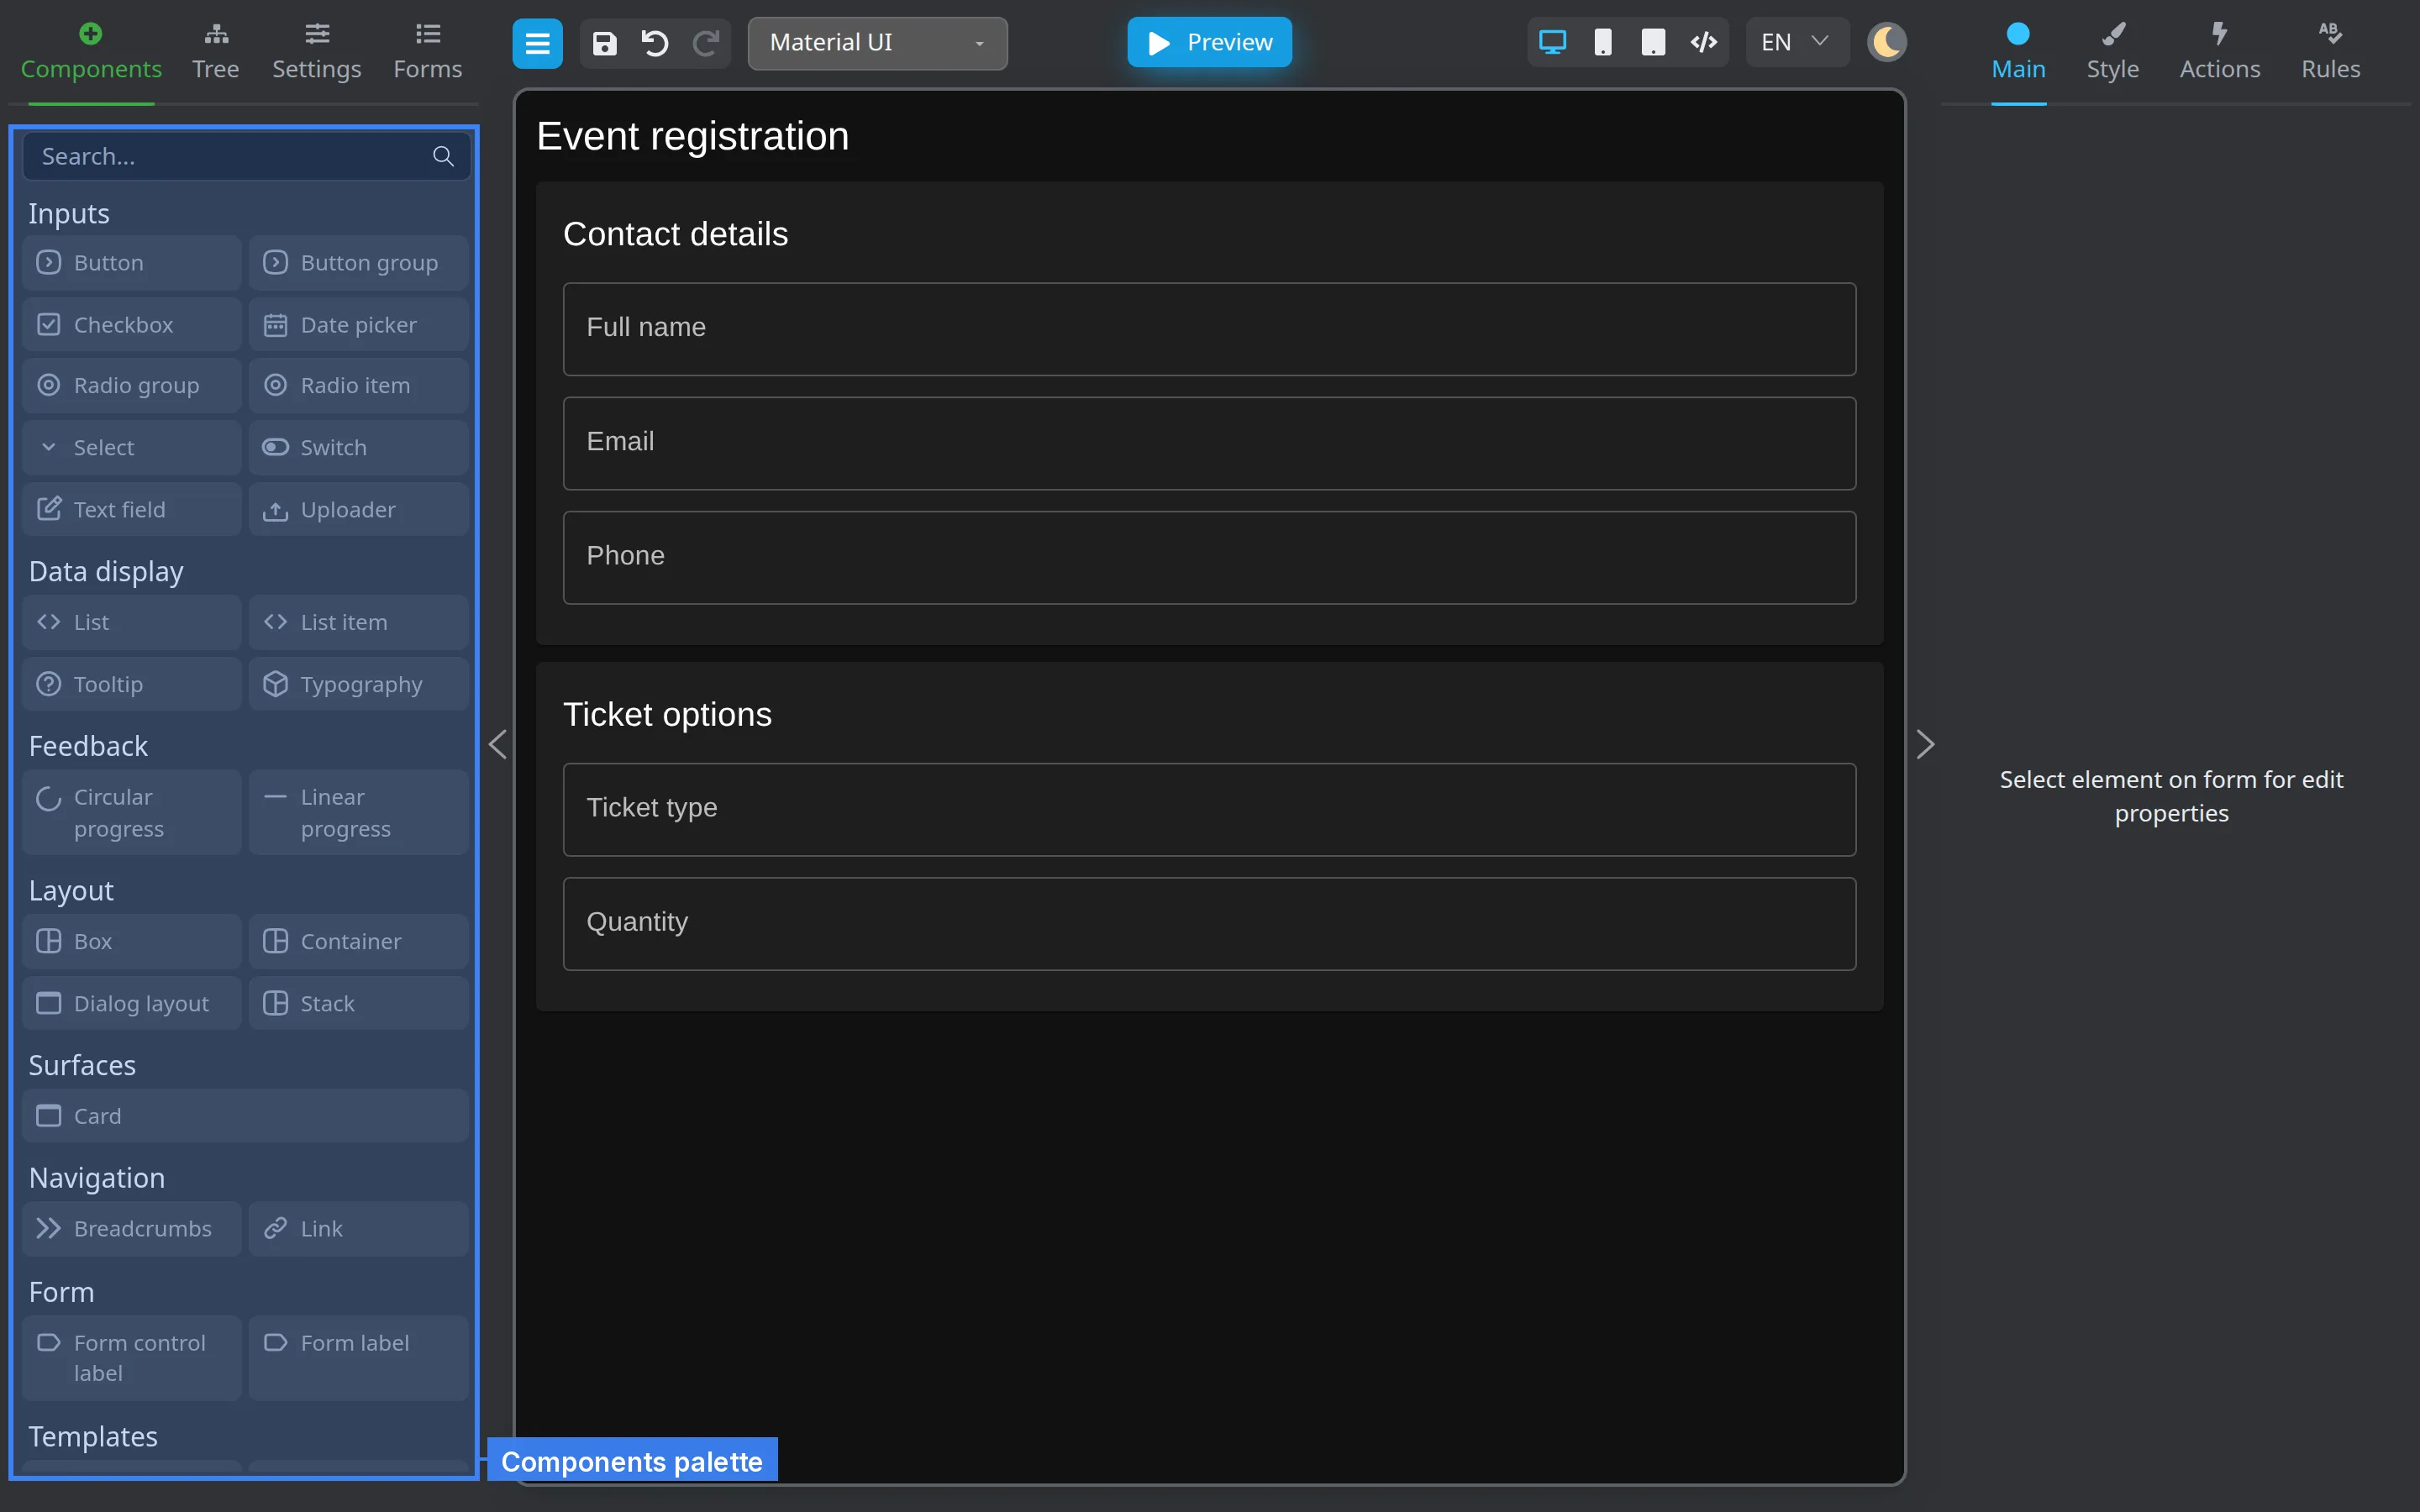 Components
Tree
Settings
Forms
Material UI
Preview
EN
Main
Style
Actions
AB
Rules
Search...
Inputs
Button
Button group
Checkbox
Date picker
Radio group
Radio item
Select
Switch
Text field
Uploader
Data display
List
List item
Tooltip
Typography
Feedback
Circular
progress
Linear
progress
Layout
Box
Container
Dialog layout
Stack
Surfaces
Card
Navigation
Breadcrumbs
Link
Form
Form control
label
Form label
Templates
Components palette
Event registration
Contact details
Full name
Email
Phone
Ticket options
Ticket type
Quantity
Select element on form for edit
properties